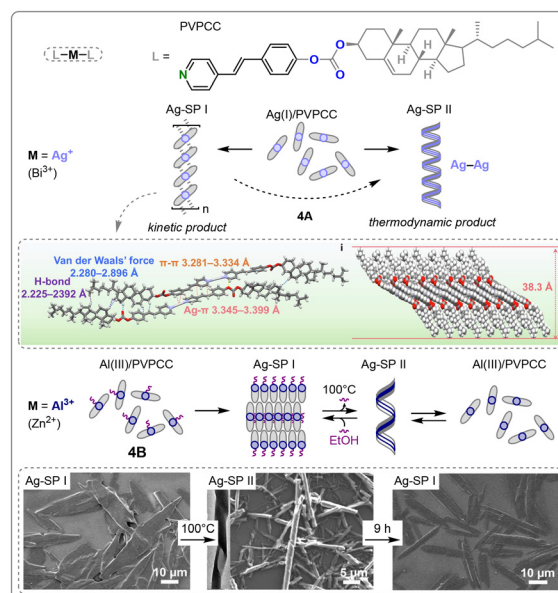 PVPCC
L–M–L
L =
N
O
O
O
H
H
H
Ag-SP I
Ag(I)/PVPCC
Ag-SP II
M = Ag⁺
(Bi³⁺)
Ag–Ag
n
4A
kinetic product
thermodynamic product
Van der Waals' force
2.280–2.896 Å
π-π 3.281–3.334 Å
H-bond
2.225–2392 Å
Ag-π 3.345–3.399 Å
i
38.3 Å
Al(III)/PVPCC
Ag-SP I
Ag-SP II
Al(III)/PVPCC
M = Al³⁺
(Zn²⁺)
100°C
EtOH
4B
Ag-SP I
Ag-SP II
Ag-SP I
100°C
9 h
10 μm
5 μm
10 μm